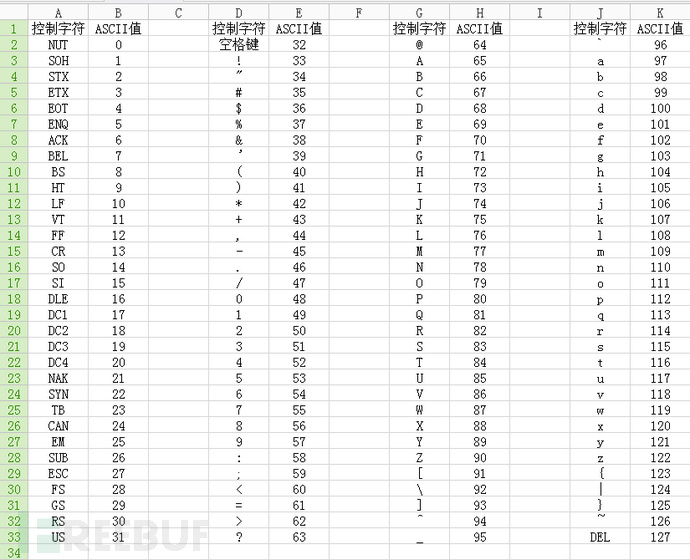 A B C D E F G H I J K
1 控制字符 ASCII值 控制字符 ASCII值 控制字符 ASCII值 控制字符 ASCII值
2 NUT 0 空格键 32 @ 64 ` 96
3 SOH 1 ! 33 A 65 a 97
4 STX 2 ″ 34 B 66 b 98
5 ETX 3 # 35 C 67 c 99
6 EOT 4 $ 36 D 68 d 100
7 ENQ 5 % 37 E 69 e 101
8 ACK 6 & 38 F 70 f 102
9 BEL 7 ’ 39 G 71 g 103
10 BS 8 ( 40 H 72 h 104
11 HT 9 ) 41 I 73 i 105
12 LF 10 * 42 J 74 j 106
13 VT 11 + 43 K 75 k 107
14 FF 12 , 44 L 76 l 108
15 CR 13 - 45 M 77 m 109
16 SO 14 . 46 N 78 n 110
17 SI 15 / 47 O 79 o 111
18 DLE 16 0 48 P 80 p 112
19 DC1 17 1 49 Q 81 q 113
20 DC2 18 2 50 R 82 r 114
21 DC3 19 3 51 S 83 s 115
22 DC4 20 4 52 T 84 t 116
23 NAK 21 5 53 U 85 u 117
24 SYN 22 6 54 V 86 v 118
25 TB 23 7 55 W 87 w 119
26 CAN 24 8 56 X 88 x 120
27 EM 25 9 57 Y 89 y 121
28 SUB 26 : 58 Z 90 z 122
29 ESC 27 ; 59 [ 91 { 123
30 FS 28 < 60 \ 92 | 124
31 GS 29 = 61 ] 93 } 125
32 RS 30 > 62 ^ 94 ~ 126
33 US 31 ? 63 _ 95 DEL 127
34
FREEBUF